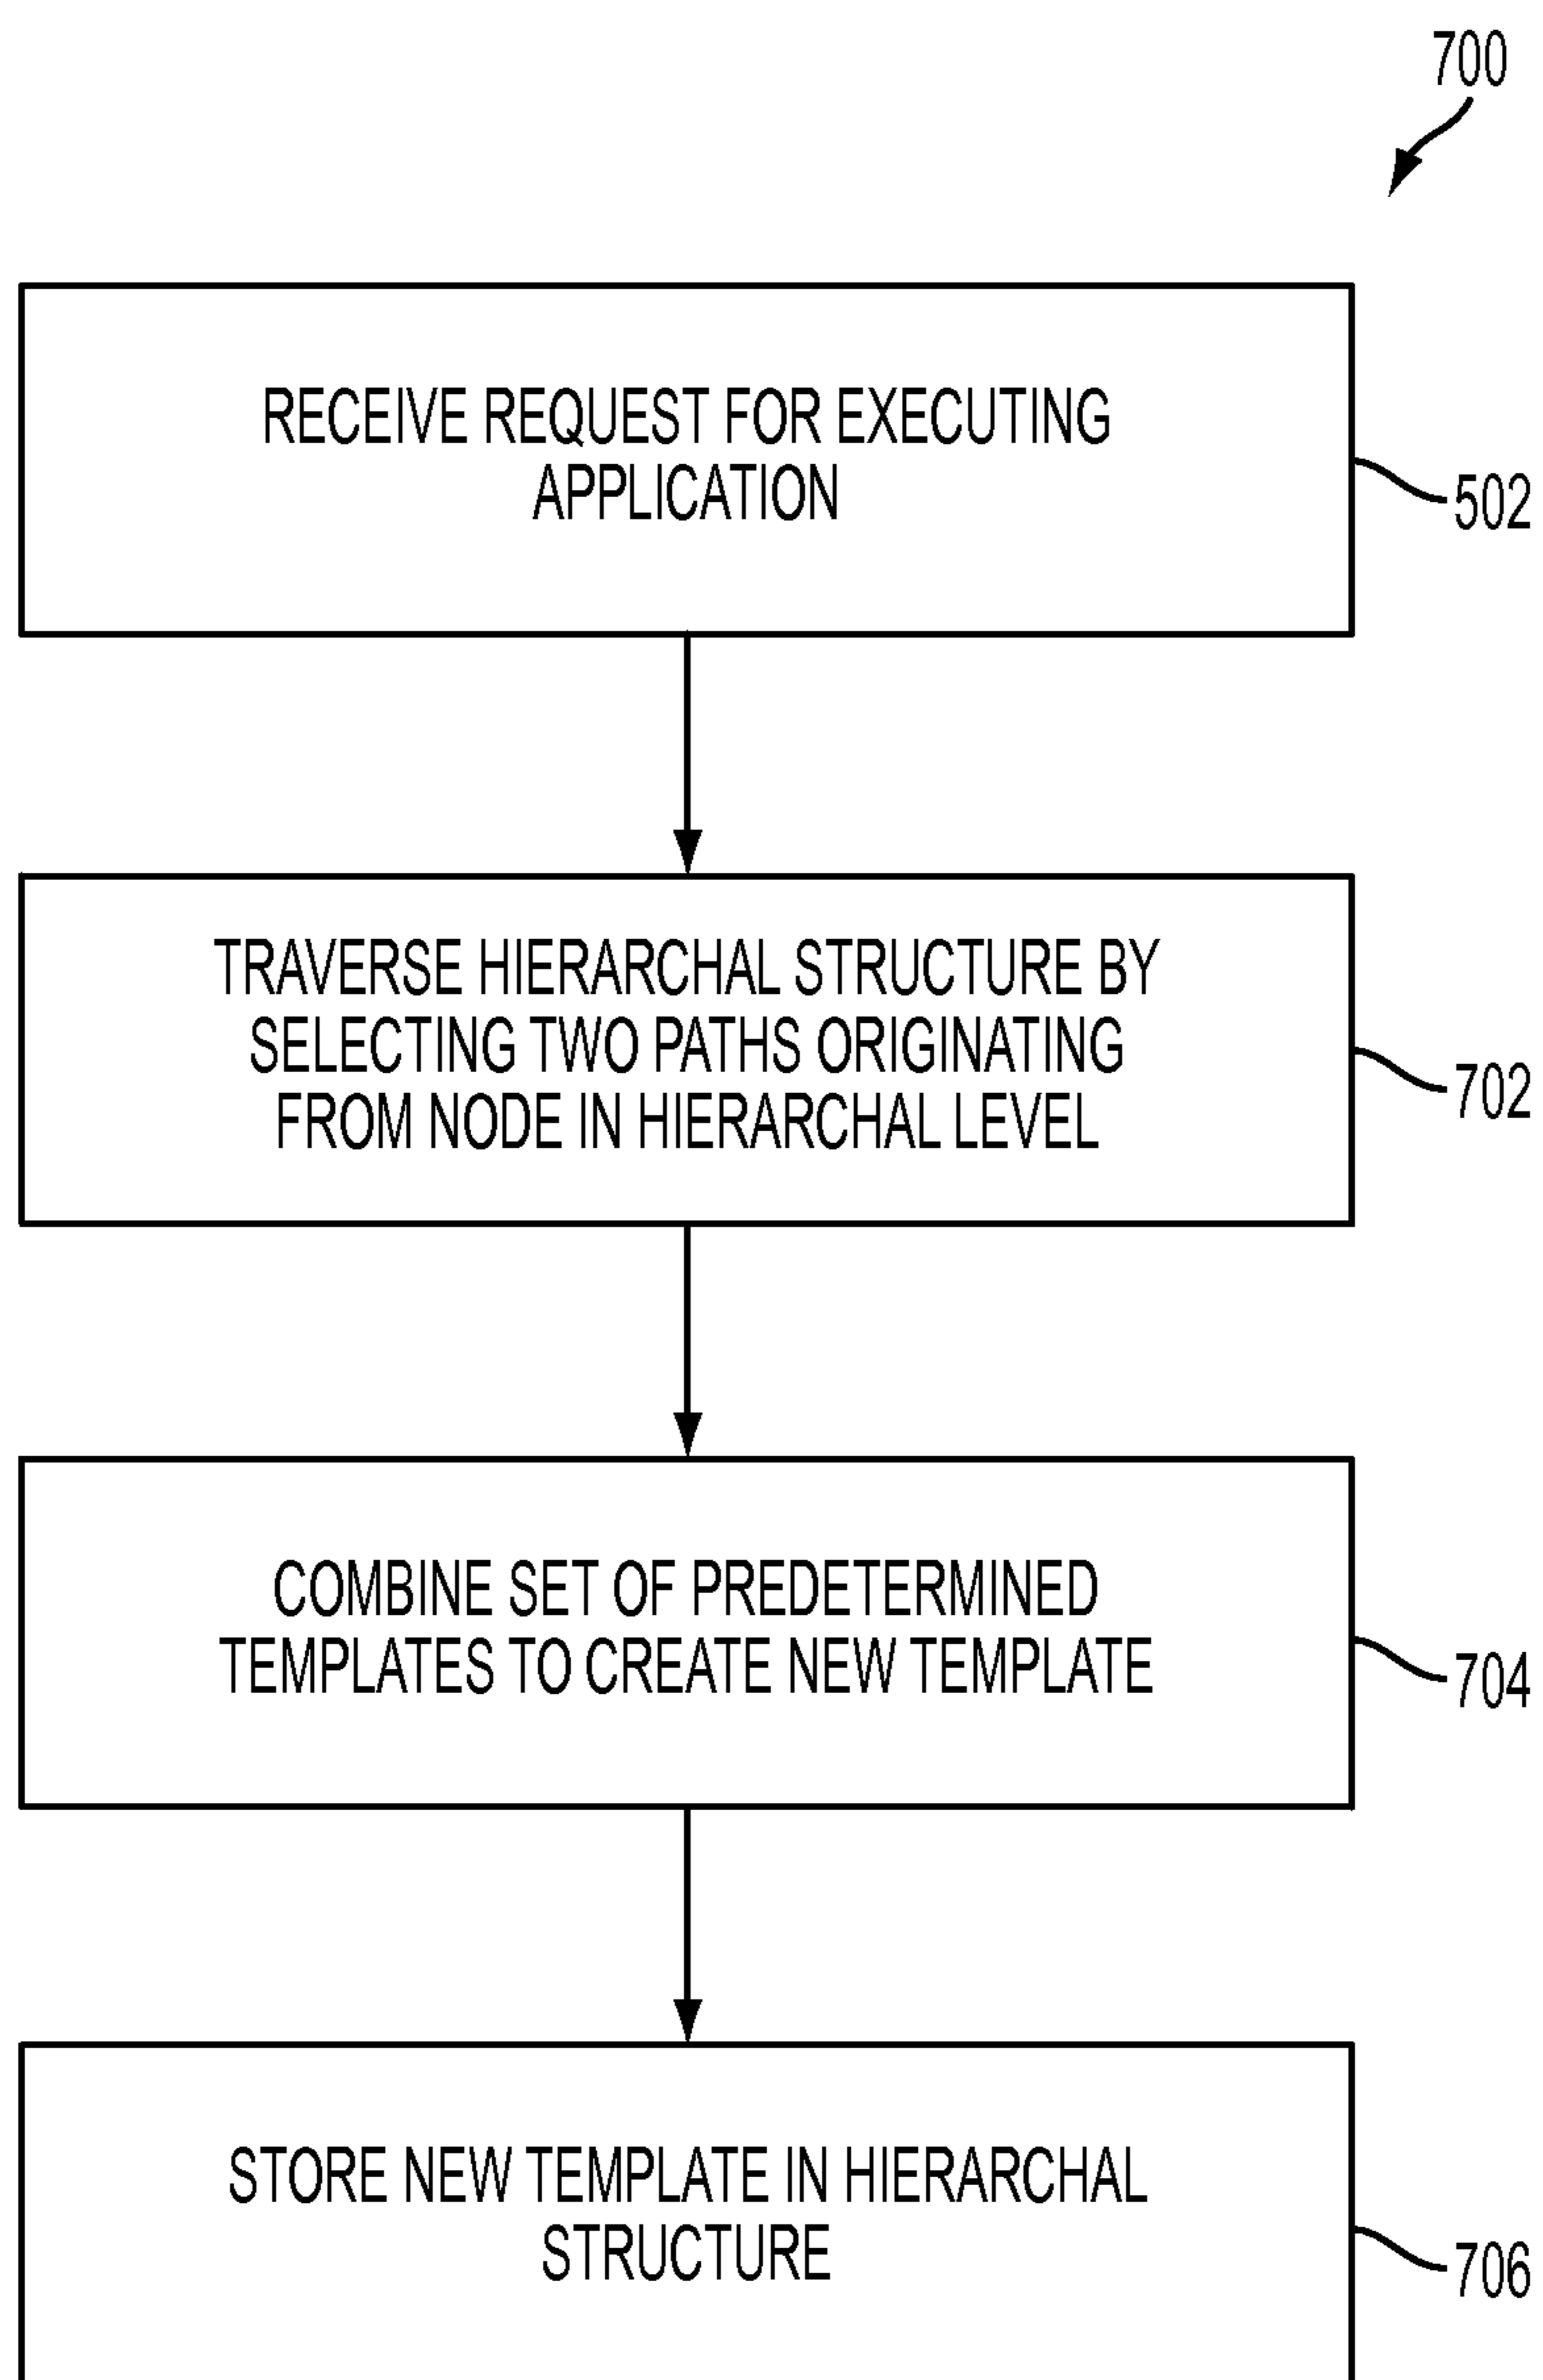 700
RECEIVE REQUEST FOR EXECUTING
APPLICATION
502
TRAVERSE HIERARCHAL STRUCTURE BY
SELECTING TWO PATHS ORIGINATING
FROM NODE IN HIERARCHAL LEVEL
702
COMBINE SET OF PREDETERMINED
TEMPLATES TO CREATE NEW TEMPLATE
704
STORE NEW TEMPLATE IN HIERARCHAL
STRUCTURE
706